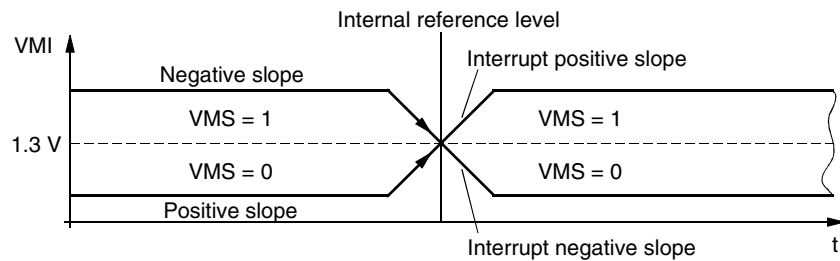 Internal reference level
VMI
Negative slope
Interrupt positive slope
VMS = 1
VMS = 1
1.3 V
VMS = 0
VMS = 0
Positive slope
Interrupt negative slope
t